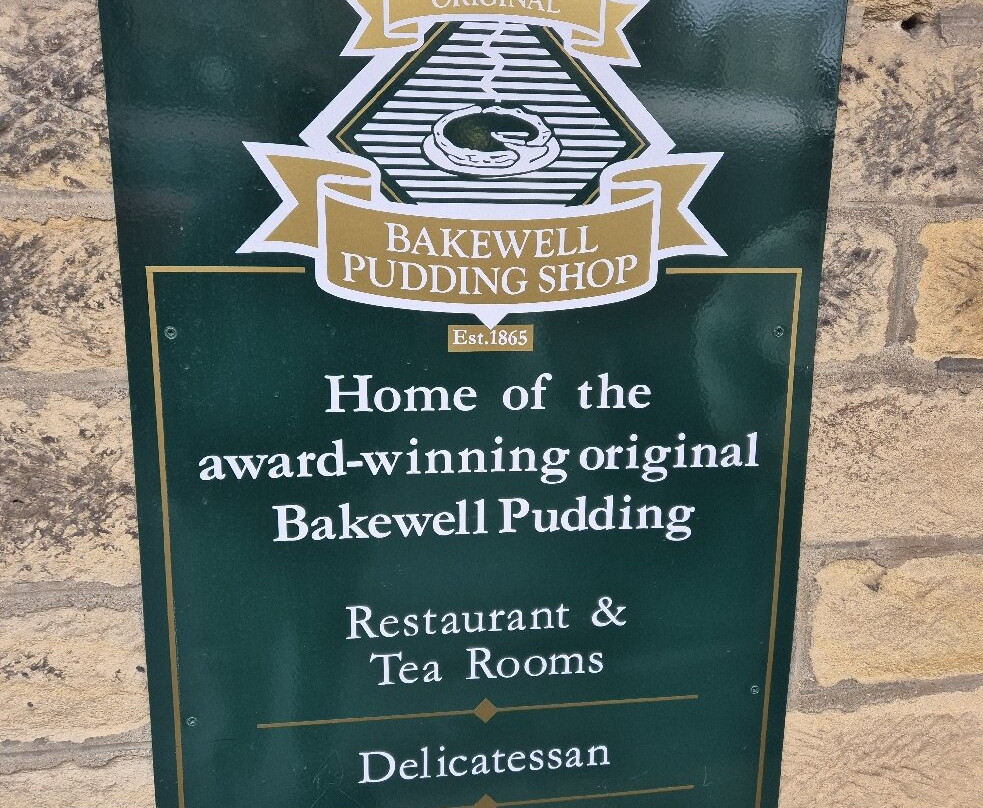 ORIGINAL
BAKEWELL
PUDDING SHOP
Est.1865
Home of the
award-winning original
Bakewell Pudding
Restaurant &
Tea Rooms
Delicatessan